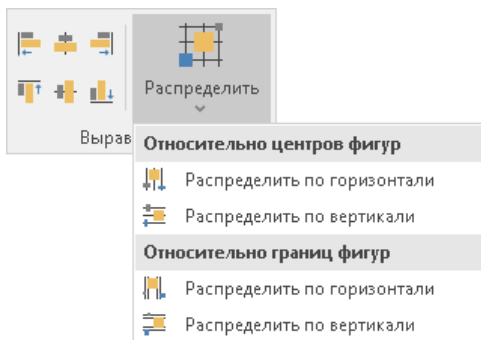 Распределить
Вырав
Относительно центров фигур
Распределить по горизонтали
Распределить по вертикали
Относительно границ фигур
Распределить по горизонтали
Распределить по вертикали